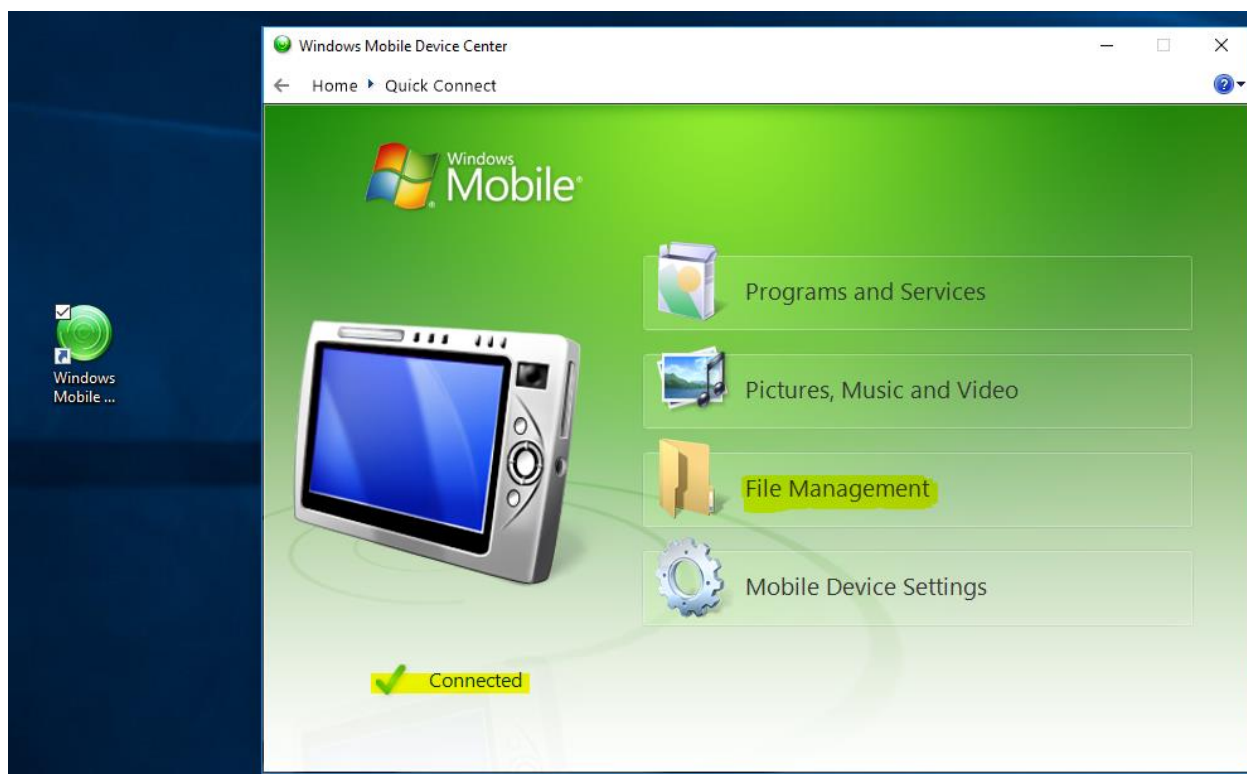 Windows Mobile Device Center
Home Quick Connect
Windows
Mobile®
Programs and Services
Windows
Mobile ...
Pictures, Music and Video
File Management
Mobile Device Settings
Connected